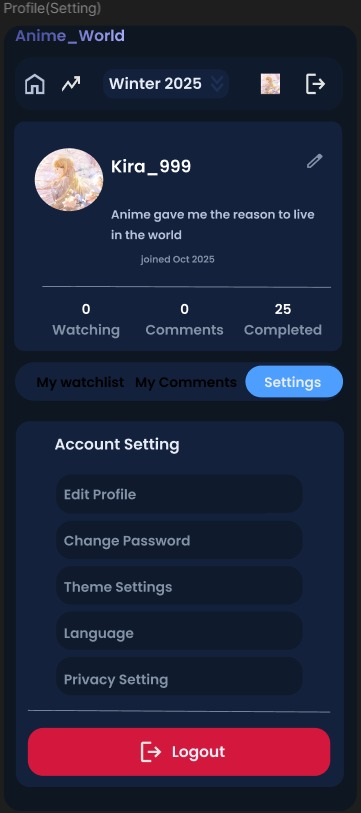 Profile(Setting)
Anime_World
Winter 2025
Kira_999
Anime gave me the reason to live
in the world
joined Oct 2025
0 0 25
Watching Comments Completed
My watchlist My Comments Settings
Account Setting
Edit Profile
Change Password
Theme Settings
Language
Privacy Setting
Logout